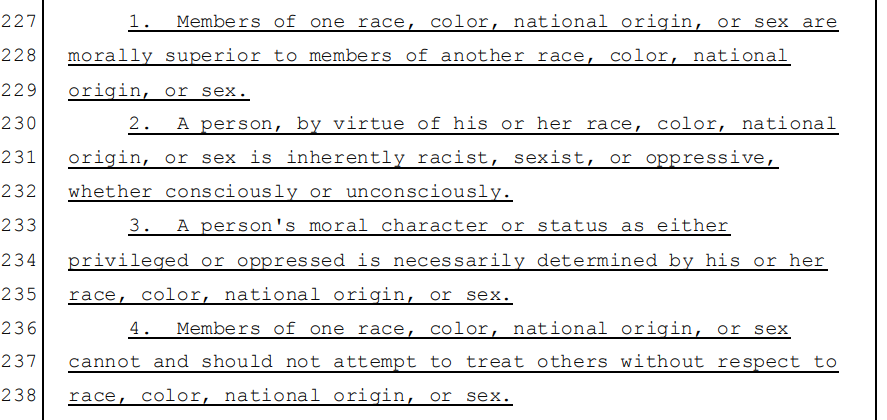 227 1. Members of one race, color, national origin, or sex are
228 morally superior to members of another race, color, national
229 origin, or sex.
230 2. A person, by virtue of his or her race, color, national
231 origin, or sex is inherently racist, sexist, or oppressive,
232 whether consciously or unconsciously.
233 3. A person's moral character or status as either
234 privileged or oppressed is necessarily determined by his or her
235 race, color, national origin, or sex.
236 4. Members of one race, color, national origin, or sex
237 cannot and should not attempt to treat others without respect to
238 race, color, national origin, or sex.